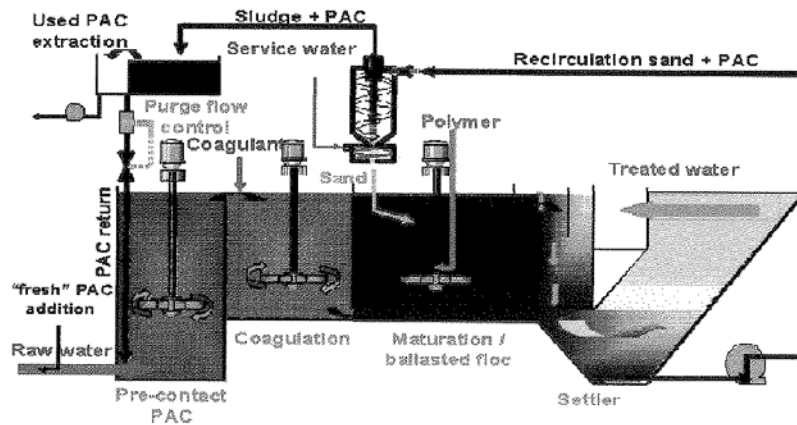 Used PAC
extraction
Sludge + PAC
Service water
Recirculation sand + PAC
Purge flow
control
Coagulant
Polymer
Sand
Treated water
PAC return
"fresh" PAC
addition
Raw water
Coagulation
Maturation /
ballasted floc
Pre-contact
PAC
Settler